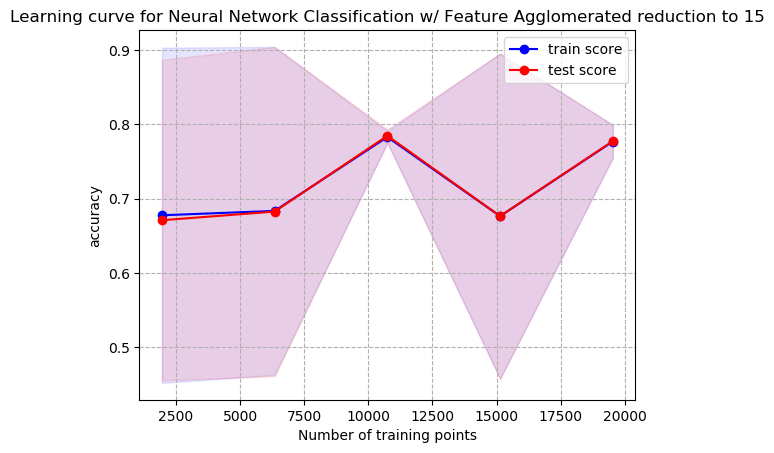 Learning curve for Neural Network Classification w/ Feature Agglomerated reduction to 15
train score
test score
0.9
0.8
0.7
0.6
0.5
accuracy
2500 5000 7500 10000 12500 15000 17500 20000
Number of training points